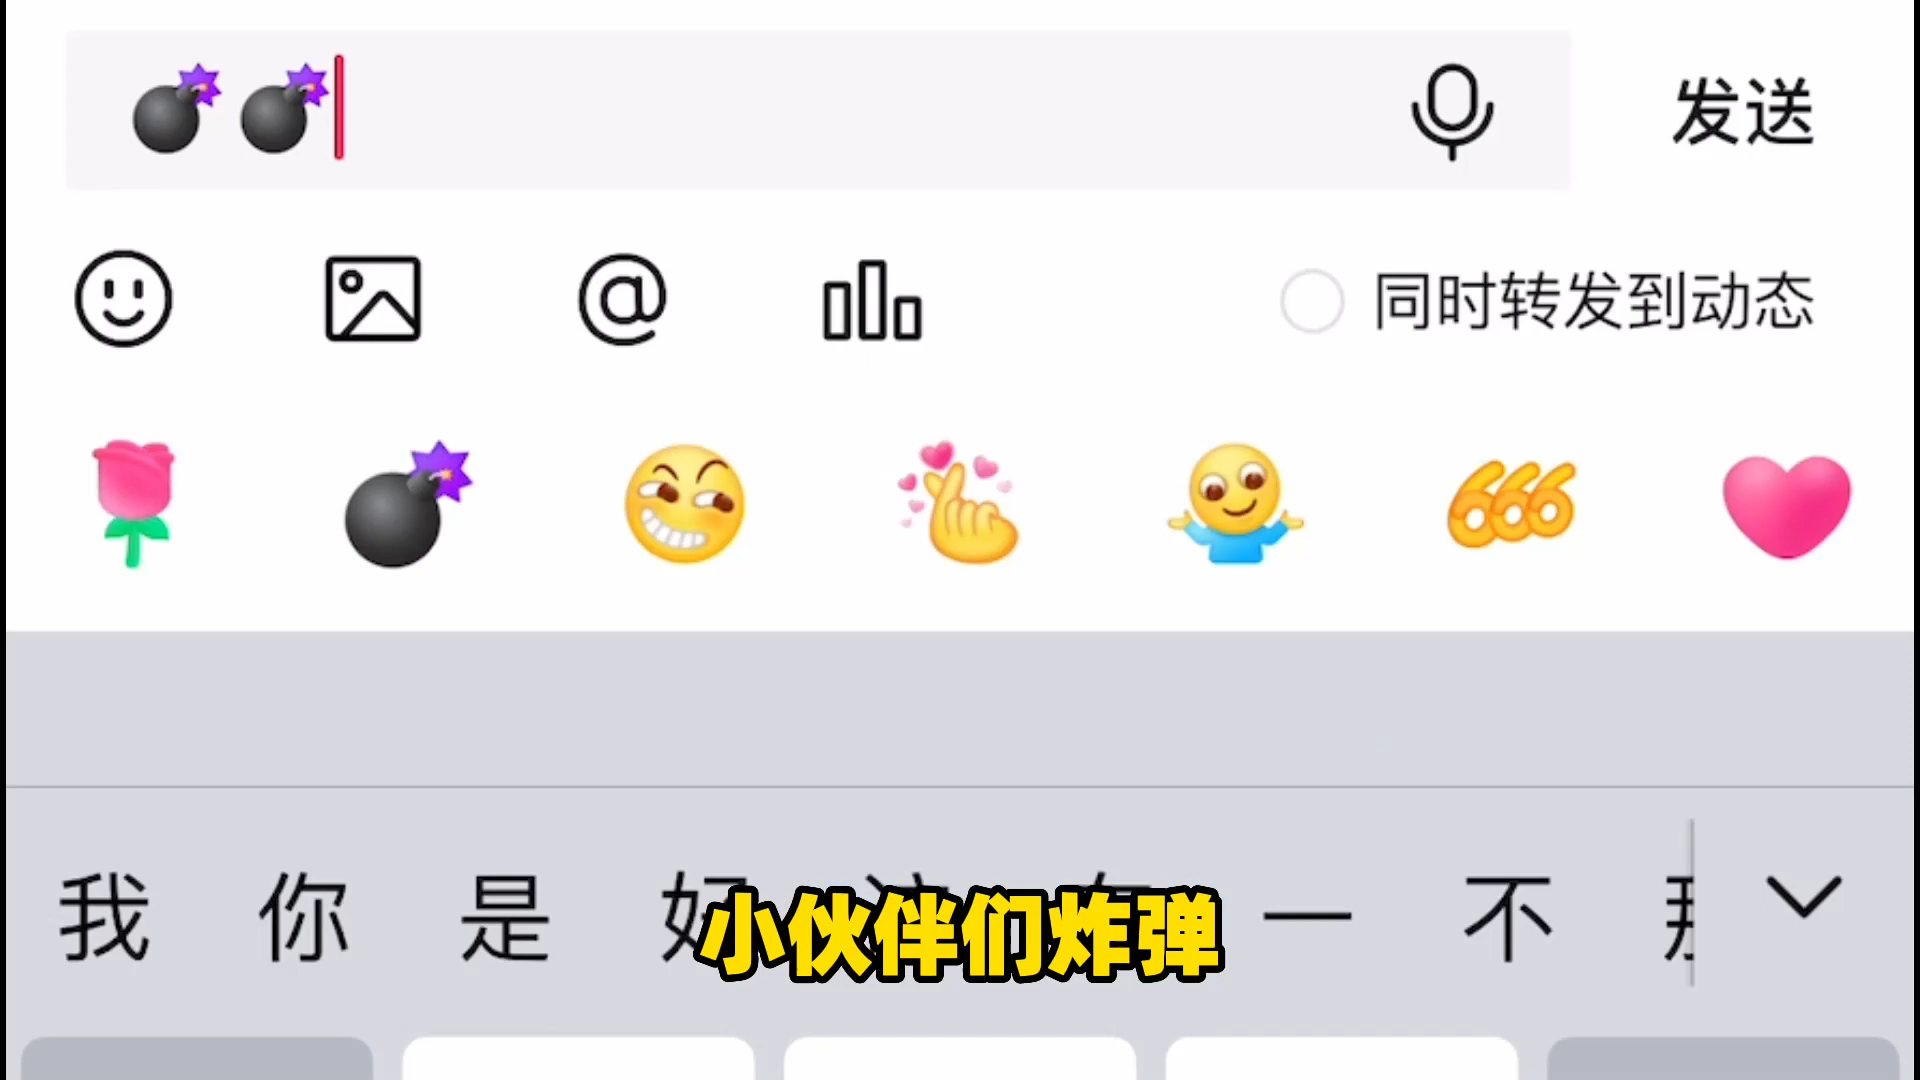 发送
同时转发到动态
666
我 你 是 好 一 不
小伙伴们炸弹